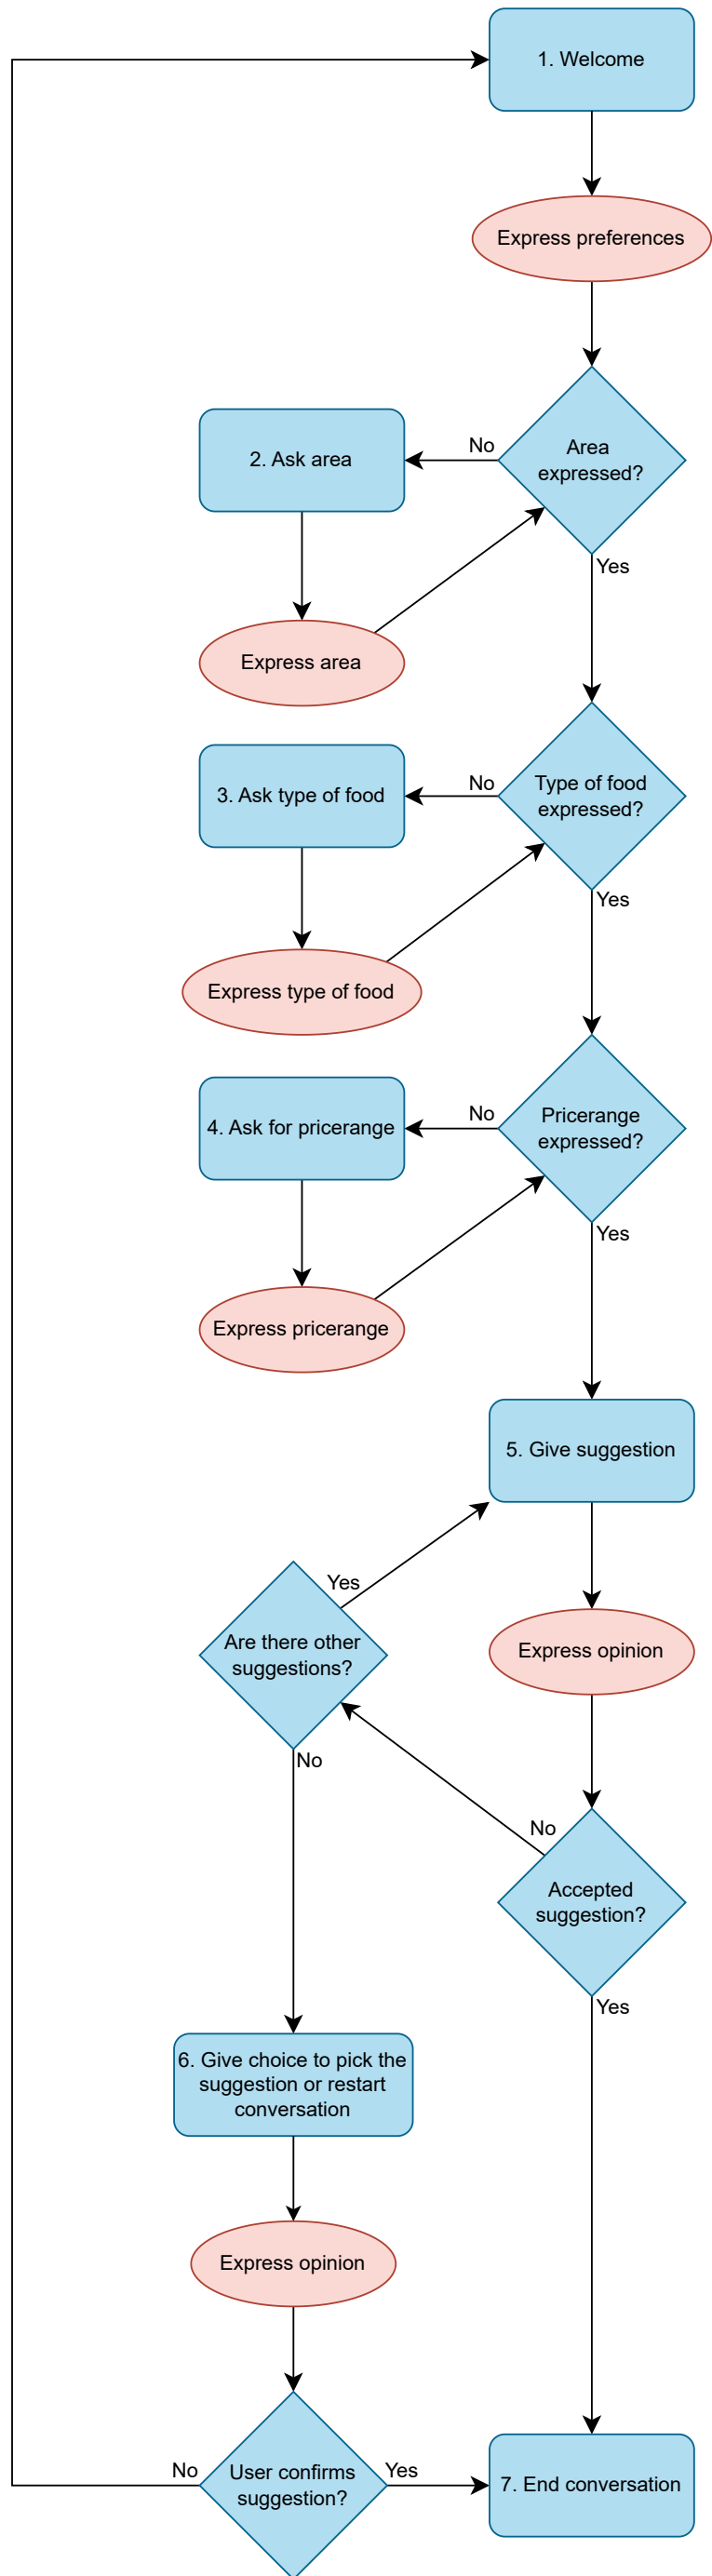 1. Welcome
Express preferences
Area
expressed?
No
2. Ask area
Yes
Express area
Type of food
expressed?
No
3. Ask type of food
Yes
Express type of food
Pricerange
expressed?
No
4. Ask for pricerange
Yes
Express pricerange
5. Give suggestion
Yes
Are there other
suggestions?
Express opinion
No
No
Accepted
suggestion?
Yes
6. Give choice to pick the
suggestion or restart
conversation
Express opinion
No
User confirms
suggestion?
Yes
7. End conversation